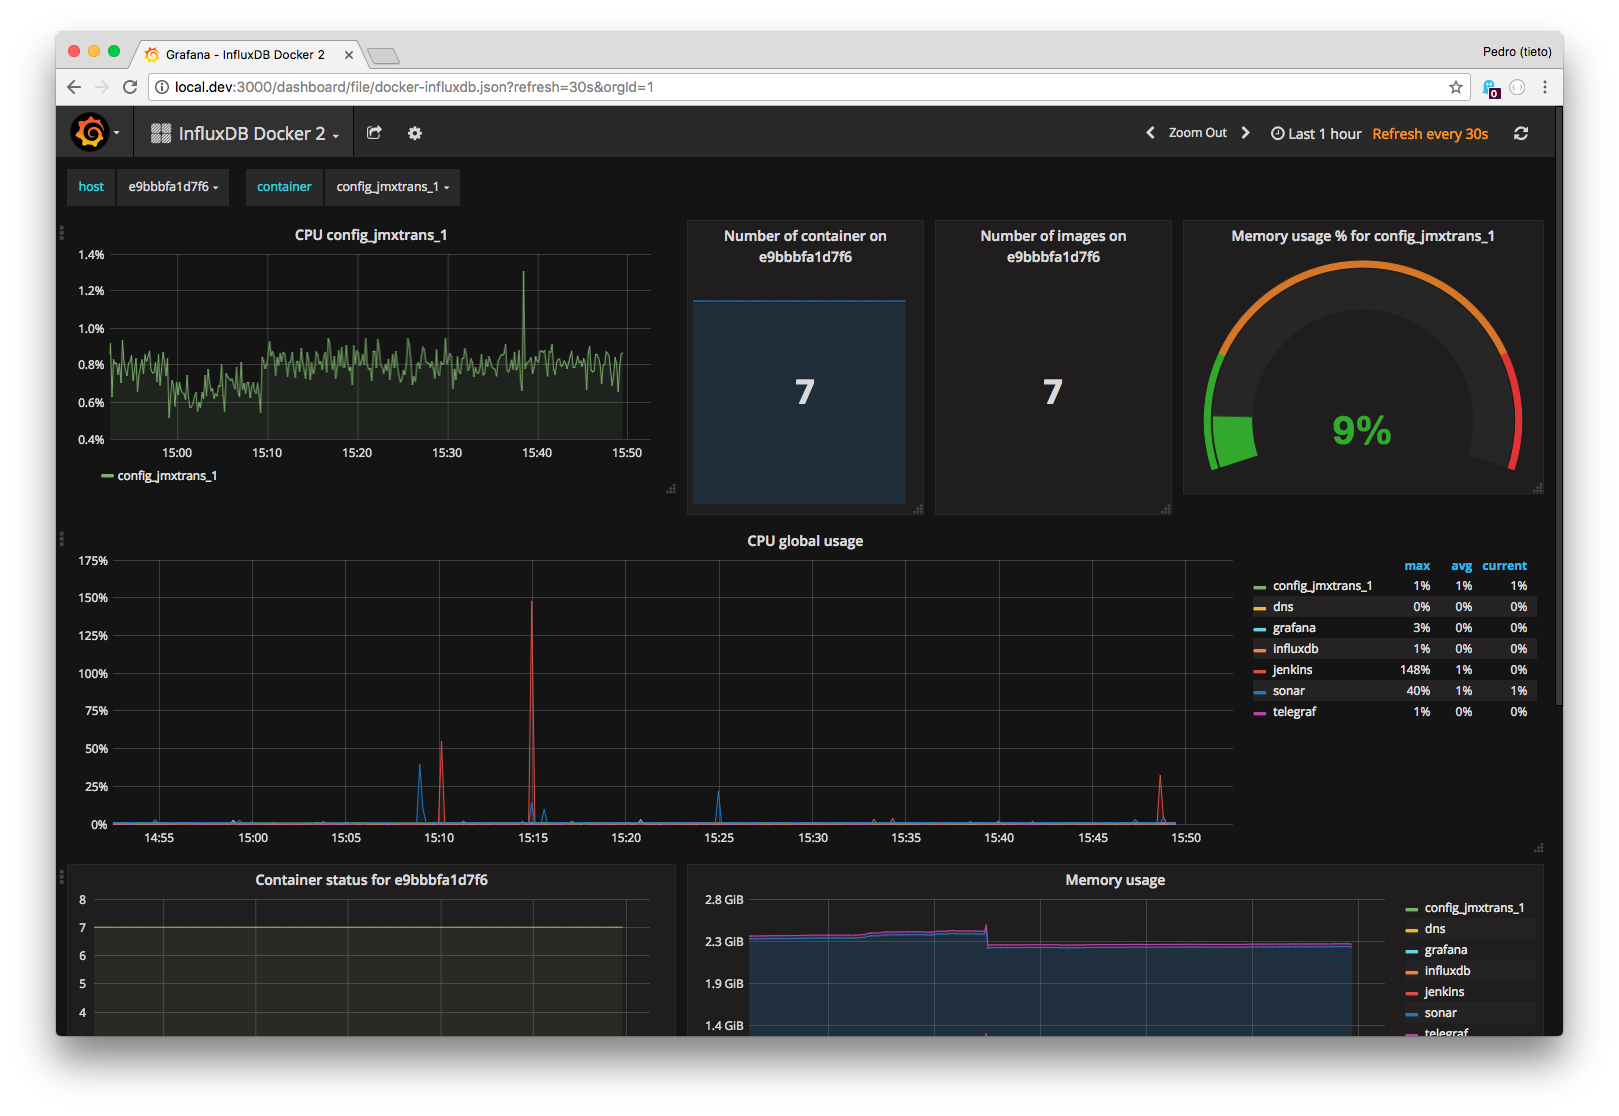 Grafana - InfluxDB Docker 2
Pedro (tieto)
local.dev:3000/dashboard/file/docker-influxdb.json?refresh=30s&orgId=1
0
InfluxDB Docker 2
Zoom Out
Last 1 hour
Refresh every 30s
host
e9bbbfa1d7f6
container
config_jmxtrans_1
CPU config_jmxtrans_1
1.4%
1.2%
1.0%
0.8%
0.6%
0.4%
15:00 15:10 15:20 15:30 15:40 15:50
config_jmxtrans_1
Number of container on
e9bbbfa1d7f6
7
Number of images on
e9bbbfa1d7f6
7
Memory usage % for config_jmxtrans_1
9%
CPU global usage
175%
150%
125%
100%
75%
50%
25%
0%
14:55 15:00 15:05 15:10 15:15 15:20 15:25 15:30 15:35 15:40 15:45 15:50
max avg current
config_jmxtrans_1 1% 1% 1%
dns 0% 0% 0%
grafana 3% 0% 0%
influxdb 1% 0% 0%
jenkins 148% 1% 0%
sonar 40% 1% 1%
telegraf 1% 0% 0%
Container status for e9bbbfa1d7f6
8
7
6
5
4
Memory usage
2.8 GiB
2.3 GiB
1.9 GiB
1.4 GiB
config_jmxtrans_1
dns
grafana
influxdb
jenkins
sonar
telegraf